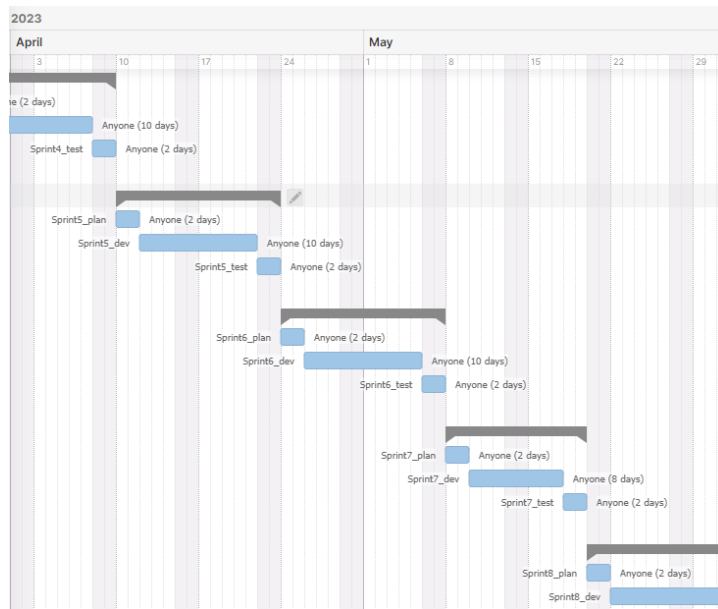 2023
April May
3 10 17 24 1 8 15 22 29
(2 days)
Anyone (10 days)
Sprint4_test Anyone (2 days)
Sprint5_plan Anyone (2 days)
Sprint5_dev Anyone (10 days)
Sprint5_test Anyone (2 days)
Sprint6_plan Anyone (2 days)
Sprint6_dev Anyone (10 days)
Sprint6_test Anyone (2 days)
Sprint7_plan Anyone (2 days)
Sprint7_dev Anyone (8 days)
Sprint7_test Anyone (2 days)
Sprint8_plan Anyone (2 days)
Sprint8_dev